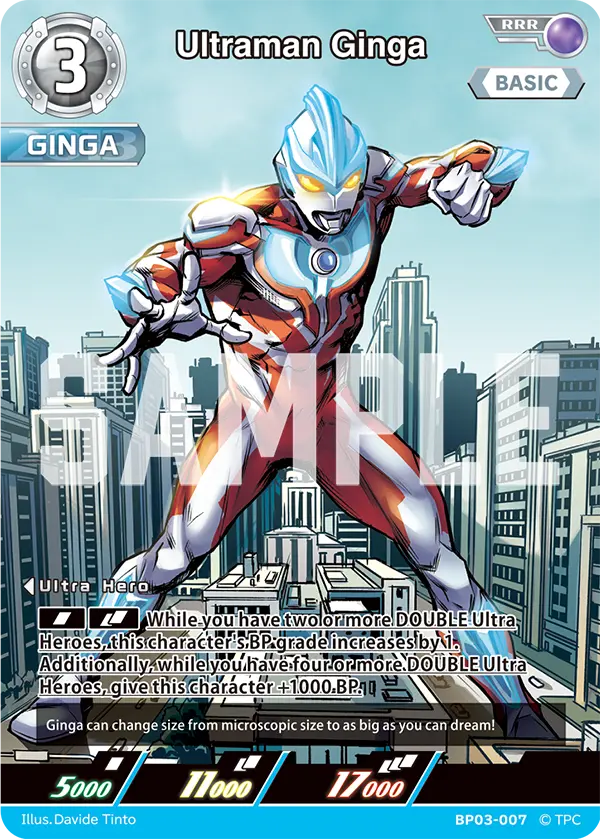 3
Ultraman Ginga
RRR
BASIC
GINGA
SAMPLE
Ultra Hero
While you have two or more DOUBLE Ultra
Heroes, this character's BP grade increases by 1.
Additionally, while you have four or more DOUBLE Ultra
Heroes, give this character +1000 BP.
Ginga can change size from microscopic size to as big as you can dream!
5000
11000
17000
Illus. Davide Tinto
BP03-007 © TPC